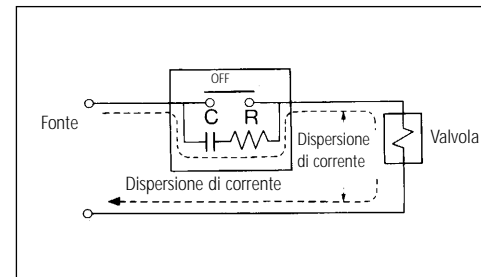 OFF
C R
Fonte
Dispersione
di corrente
Valvola
Dispersione di corrente